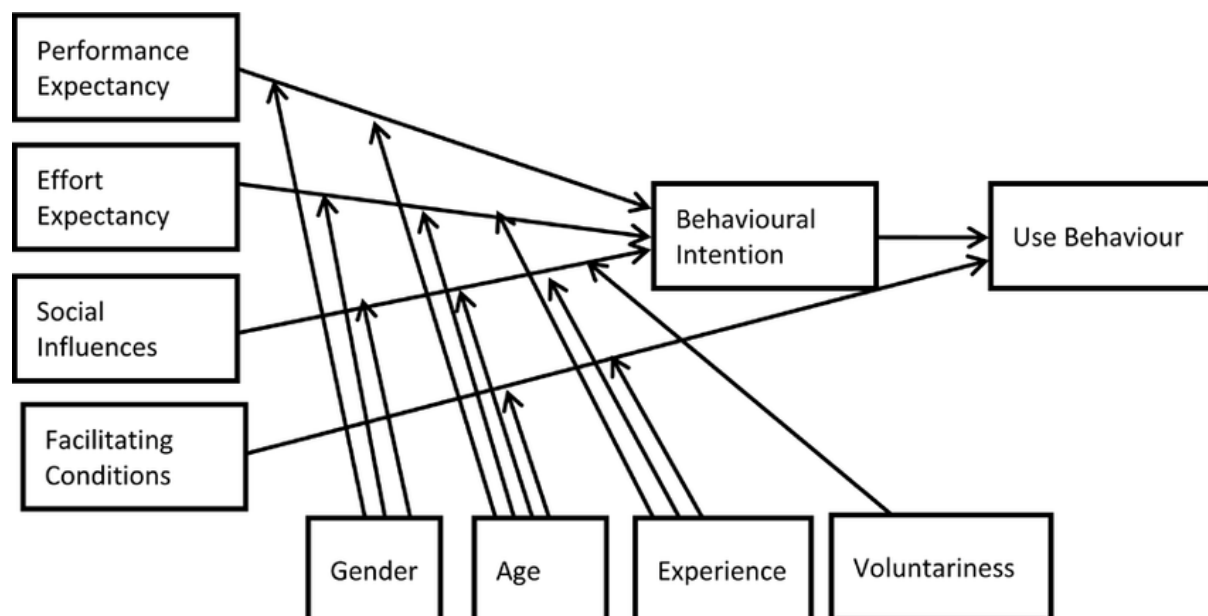 Performance
Expectancy
Effort
Expectancy
Social
Influences
Facilitating
Conditions
Behavioural
Intention
Use Behaviour
Gender
Age
Experience
Voluntariness